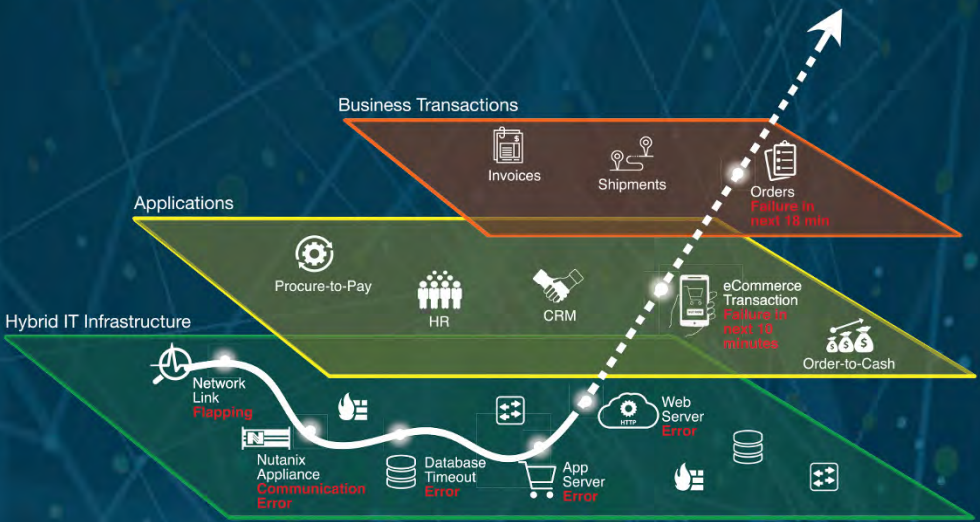 Business Transactions
Invoices
Shipments
Orders
Failure in
next 18 min
Applications
Procure-to-Pay
HR
CRM
eCommerce
Transaction
Failure in
next 10
minutes
Order-to-Cash
Hybrid IT Infrastructure
Network
Link
Flapping
N
Nutanix
Appliance
Communication
Error
Database
Timeout
Error
App
Server
Error
HTTP
Web
Server
Error